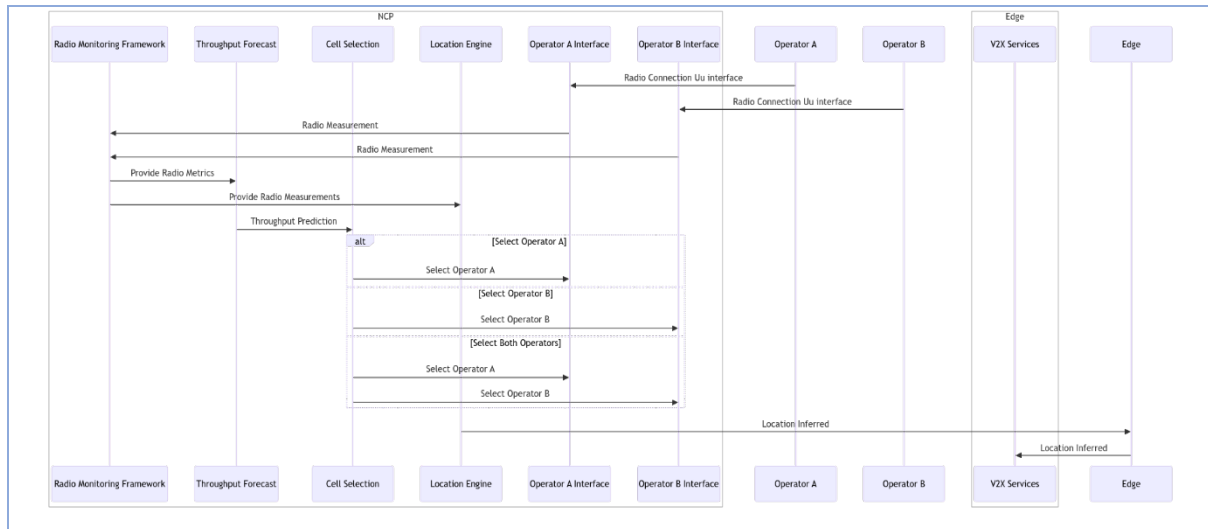 NCP
Edge
Radio Monitoring Framework
Throughput Forecast
Cell Selection
Location Engine
Operator A Interface
Operator B Interface
Operator A
Operator B
V2X Services
Edge
Radio Connection Uu interface
Radio Connection Uu interface
Radio Measurement
Radio Measurement
Provide Radio Metrics
Provide Radio Measurements
Throughput Prediction
alt
[Select Operator A]
Select Operator A
[Select Operator B]
Select Operator B
[Select Both Operators]
Select Operator A
Select Operator B
Location Inferred
Location Inferred
Radio Monitoring Framework
Throughput Forecast
Cell Selection
Location Engine
Operator A Interface
Operator B Interface
Operator A
Operator B
V2X Services
Edge